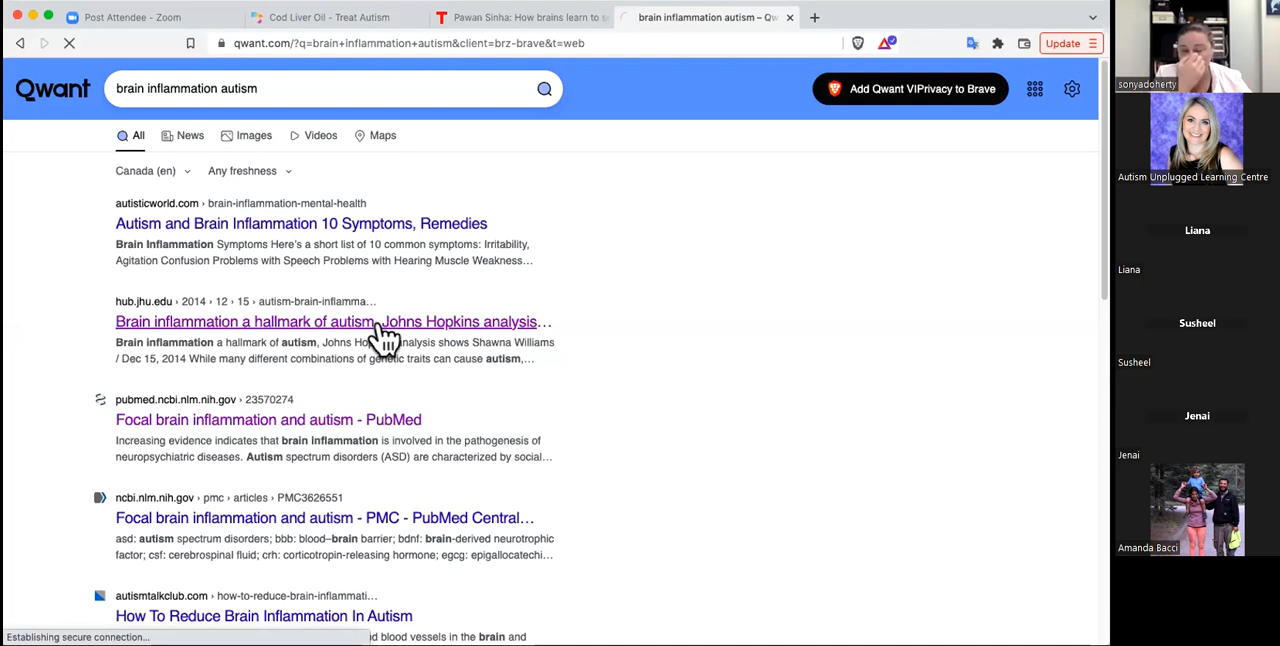 Post Attendee - Zoom
Cod Liver Oil - Treat Autism
Pawan Sinha: How brains learn to s
brain inflammation autism – Qw
qwant.com/?q=brain+inflammation+autism&client=brz-brave&t=web
Update
Qwant
brain inflammation autism
Add Qwant VIPrivacy to Brave
All
News
Images
Videos
Maps
Canada (en)
Any freshness
autisticworld.com › brain-inflammation-mental-health
Autism and Brain Inflammation 10 Symptoms, Remedies
Brain Inflammation Symptoms Here's a short list of 10 common symptoms: Irritability,
Agitation Confusion Problems with Speech Problems with Hearing Muscle Weakness…
hub.jhu.edu › 2014 › 12 › 15 › autism-brain-inflamma…
Brain inflammation a hallmark of autism, Johns Hopkins analysis…
Brain inflammation a hallmark of autism, Johns Ho analysis shows Shawna Williams
/ Dec 15, 2014 While many different combinations of genetic traits can cause autism,…
pubmed.ncbi.nlm.nih.gov › 23570274
Focal brain inflammation and autism - PubMed
Increasing evidence indicates that brain inflammation is involved in the pathogenesis of
neuropsychiatric diseases. Autism spectrum disorders (ASD) are characterized by social…
ncbi.nlm.nih.gov › pmc › articles › PMC3626551
Focal brain inflammation and autism - PMC - PubMed Central…
asd: autism spectrum disorders; bbb: blood–brain barrier; bdnf: brain-derived neurotrophic
factor; csf: cerebrospinal fluid; crh: corticotropin-releasing hormone; egcg: epigallocatechi…
autismtalkclub.com › how-to-reduce-brain-inflammati…
How To Reduce Brain Inflammation In Autism
d blood vessels in the brain and
Establishing secure connection...
sonyadoherty
Autism Unplugged Learning Centre
Liana
Liana
Susheel
Susheel
Jenai
Jenai
Amanda Bacci